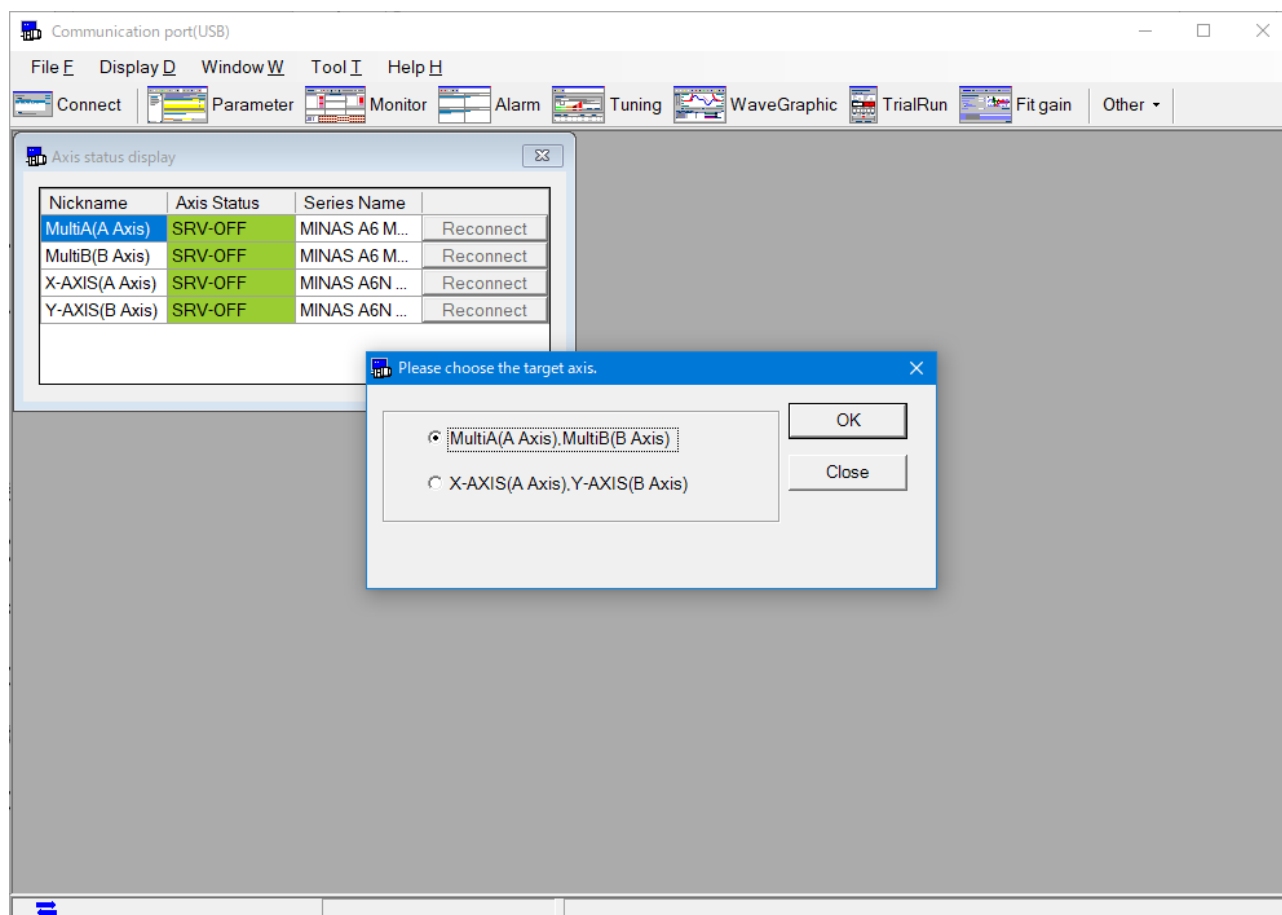 Communication port(USB)
File F Display D Window W Tool T Help H
Connect Parameter Monitor Alarm Tuning WaveGraphic TrialRun Fit gain Other
Axis status display
Nickname Axis Status Series Name
MultiA(A Axis) SRV-OFF MINAS A6 M... Reconnect
MultiB(B Axis) SRV-OFF MINAS A6 M... Reconnect
X-AXIS(A Axis) SRV-OFF MINAS A6N ... Reconnect
Y-AXIS(B Axis) SRV-OFF MINAS A6N ... Reconnect
Please choose the target axis.
MultiA(A Axis),MultiB(B Axis)
X-AXIS(A Axis),Y-AXIS(B Axis)
OK
Close